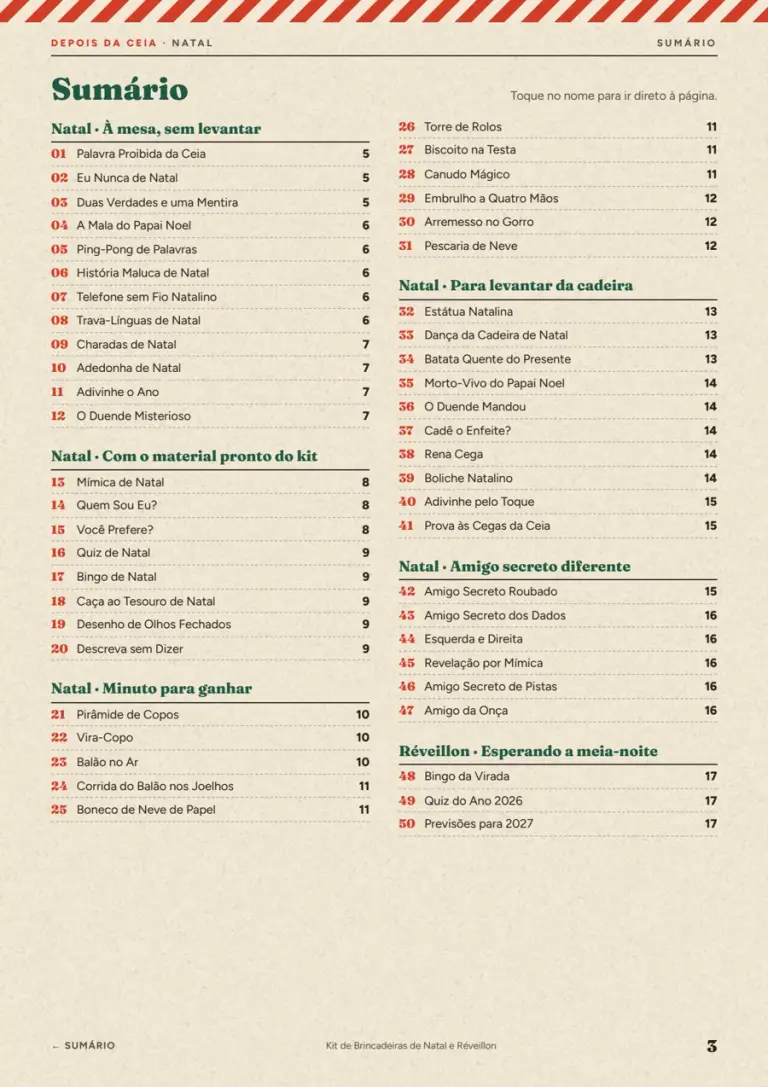 DEPOIS DA CEIA · NATAL
SUMÁRIO
Sumário
Toque no nome para ir direto à página.
Natal · À mesa, sem levantar
01 Palavra Proibida da Ceia 5
02 Eu Nunca de Natal 5
03 Duas Verdades e uma Mentira 5
04 A Mala do Papai Noel 6
05 Ping-Pong de Palavras 6
06 História Maluca de Natal 6
07 Telefone sem Fio Natalino 6
08 Trava-Línguas de Natal 6
09 Charadas de Natal 7
10 Adedonha de Natal 7
11 Adivinhe o Ano 7
12 O Duende Misterioso 7
Natal · Com o material pronto do kit
13 Mímica de Natal 8
14 Quem Sou Eu? 8
15 Você Prefere? 8
16 Quiz de Natal 9
17 Bingo de Natal 9
18 Caça ao Tesouro de Natal 9
19 Desenho de Olhos Fechados 9
20 Descreva sem Dizer 9
Natal · Minuto para ganhar
21 Pirâmide de Copos 10
22 Vira-Copo 10
23 Balão no Ar 10
24 Corrida do Balão nos Joelhos 11
25 Boneco de Neve de Papel 11
26 Torre de Rolos 11
27 Biscoito na Testa 11
28 Canudo Mágico 11
29 Embrulho a Quatro Mãos 12
30 Arremesso no Gorro 12
31 Pescaria de Neve 12
Natal · Para levantar da cadeira
32 Estátua Natalina 13
33 Dança da Cadeira de Natal 13
34 Batata Quente do Presente 13
35 Morto-Vivo do Papai Noel 14
36 O Duende Mandou 14
37 Cadê o Enfeite? 14
38 Rena Cega 14
39 Boliche Natalino 14
40 Adivinhe pelo Toque 15
41 Prova às Cegas da Ceia 15
Natal · Amigo secreto diferente
42 Amigo Secreto Roubado 15
43 Amigo Secreto dos Dados 16
44 Esquerda e Direita 16
45 Revelação por Mímica 16
46 Amigo Secreto de Pistas 16
47 Amigo da Onça 16
Réveillon · Esperando a meia-noite
48 Bingo da Virada 17
49 Quiz do Ano 2026 17
50 Previsões para 2027 17
← SUMÁRIO
Kit de Brincadeiras de Natal e Réveillon
3